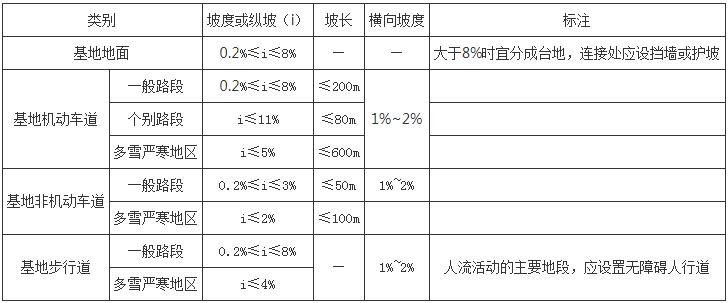 类别 坡度或纵坡（i） 坡长 横向坡度 标注
基地地面 0.2%≤i≤8% — — 大于8%时宜分成台地，连接处应设挡墙或护坡
基地机动车道 一般路段 0.2%≤i≤8% ≤200m 1%~2%
个别路段 i≤11% ≤80m
多雪严寒地区 i≤5% ≤600m
基地非机动车道 一般路段 0.2%≤i≤3% ≤50m 1%~2%
多雪严寒地区 i≤2% ≤100m
基地步行道 一般路段 0.2%≤i≤8% — 1%~2% 人流活动的主要地段，应设置无障碍人行道
多雪严寒地区 i≤4%